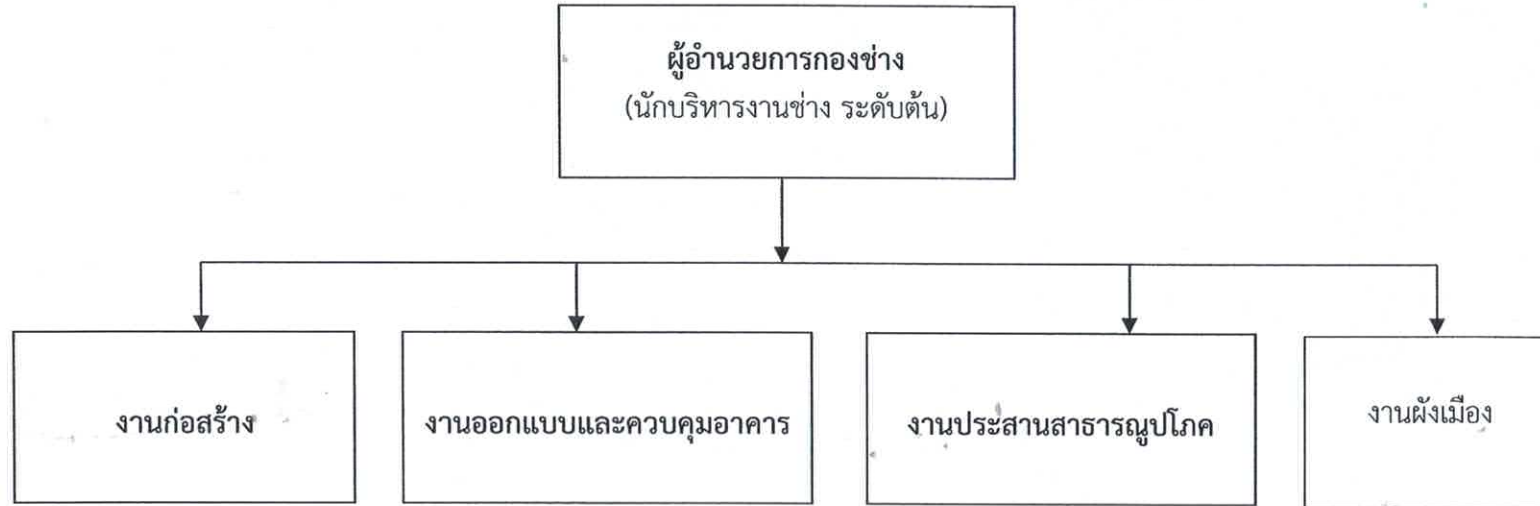 ผู้อำนวยการกองช่าง
(นักบริหารงานช่าง ระดับต้น)
งานก่อสร้าง
งานออกแบบและควบคุมอาคาร
งานประสานสาธารณูปโภค
งานผังเมือง